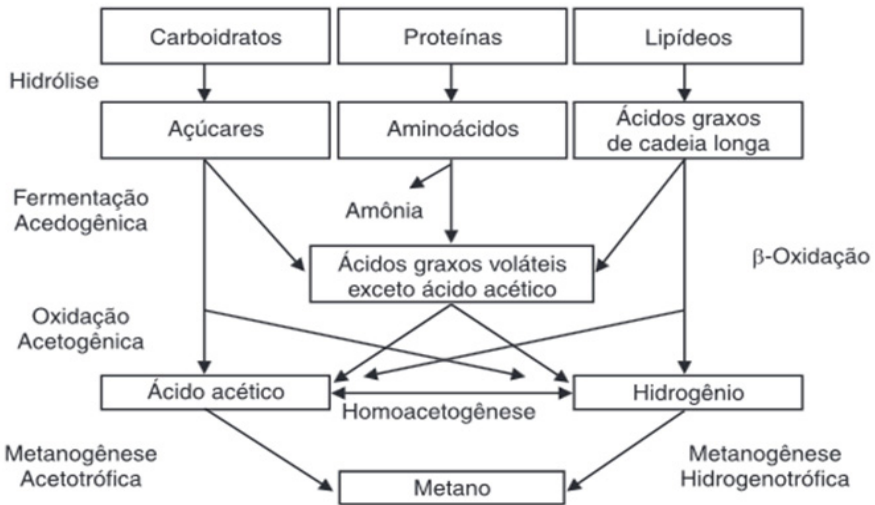 Carboidratos
Proteínas
Lipídeos
Hidrólise
Açúcares
Aminoácidos
Ácidos graxos
de cadeia longa
Fermentação
Acedogênica
Amônia
Ácidos graxos voláteis
exceto ácido acético
β-Oxidação
Oxidação
Acetogênica
Ácido acético
Homoacetogênese
Hidrogênio
Metanogênese
Acetotrófica
Metano
Metanogênese
Hidrogenotrófica